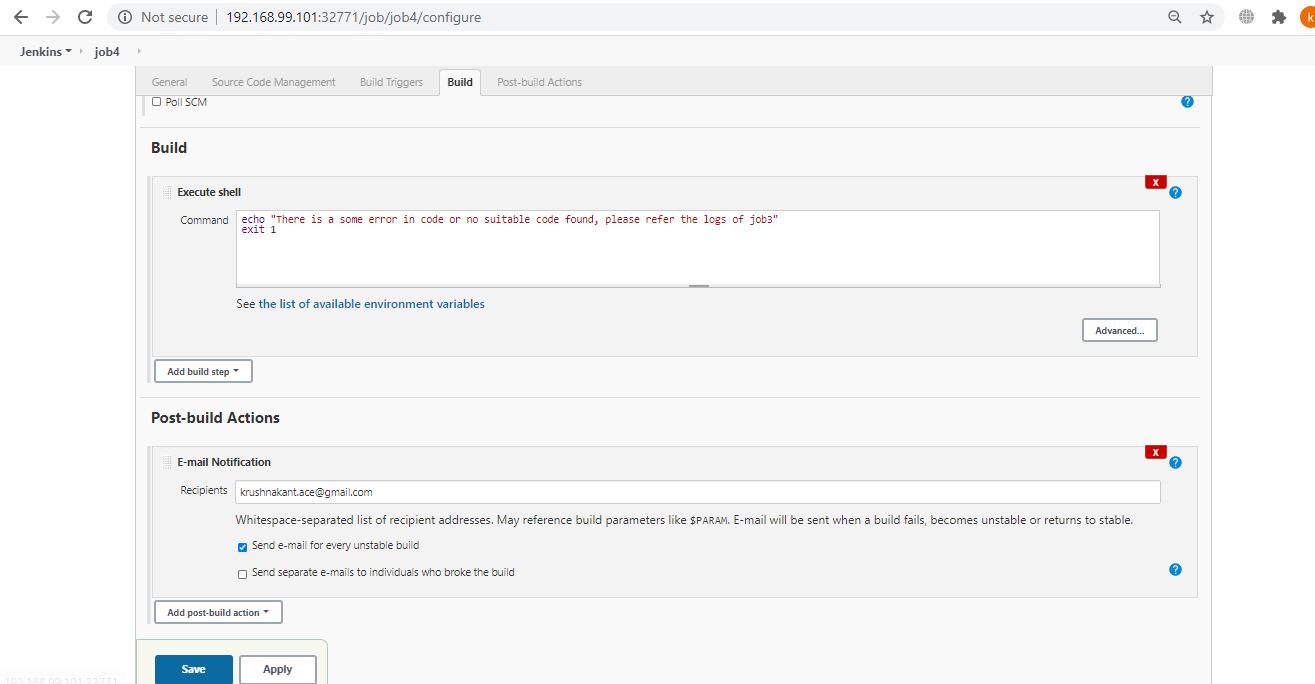 Not secure | 192.168.99.101:32771/job/job4/configure
k
Jenkins job4
General Source Code Management Build Triggers Build Post-build Actions
Poll SCM ?
Build
Execute shell X ?
Command echo "There is a some error in code or no suitable code found, please refer the logs of job3"
exit 1
See the list of available environment variables
Advanced...
Add build step
Post-build Actions
E-mail Notification X ?
Recipients krushnakant.ace@gmail.com
Whitespace-separated list of recipient addresses. May reference build parameters like $PARAM. E-mail will be sent when a build fails, becomes unstable or returns to stable.
Send e-mail for every unstable build
Send separate e-mails to individuals who broke the build ?
Add post-build action
Save Apply
192.168.99.101:32771